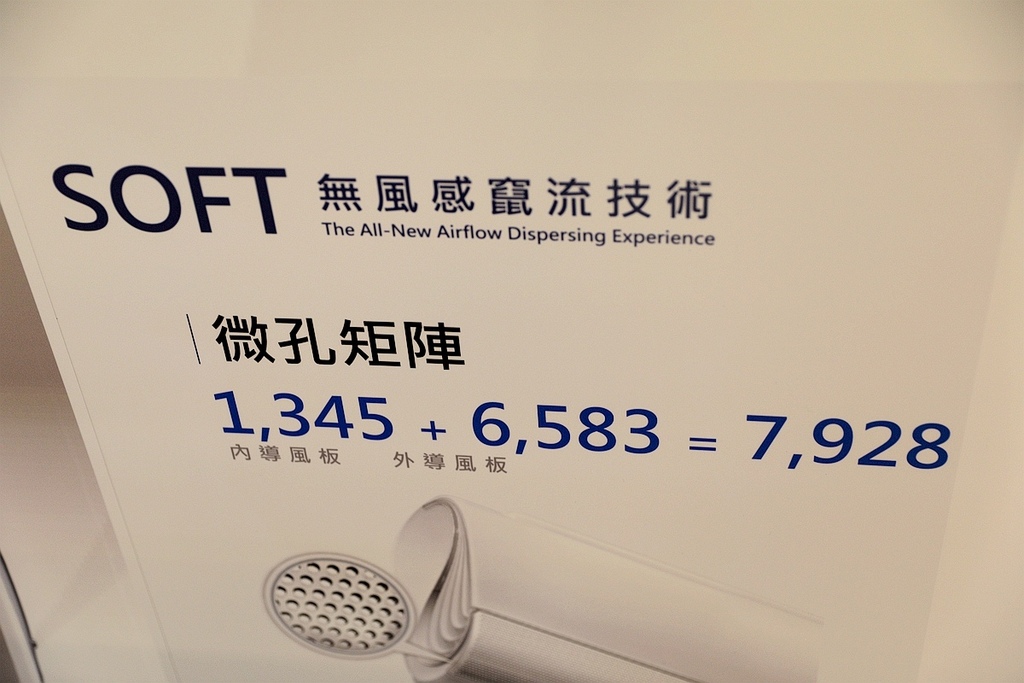 SOFT 無風感竄流技術
The All-New Airflow Dispersing Experience
微孔矩陣
1,345 + 6,583 = 7,928
內導風板 外導風板